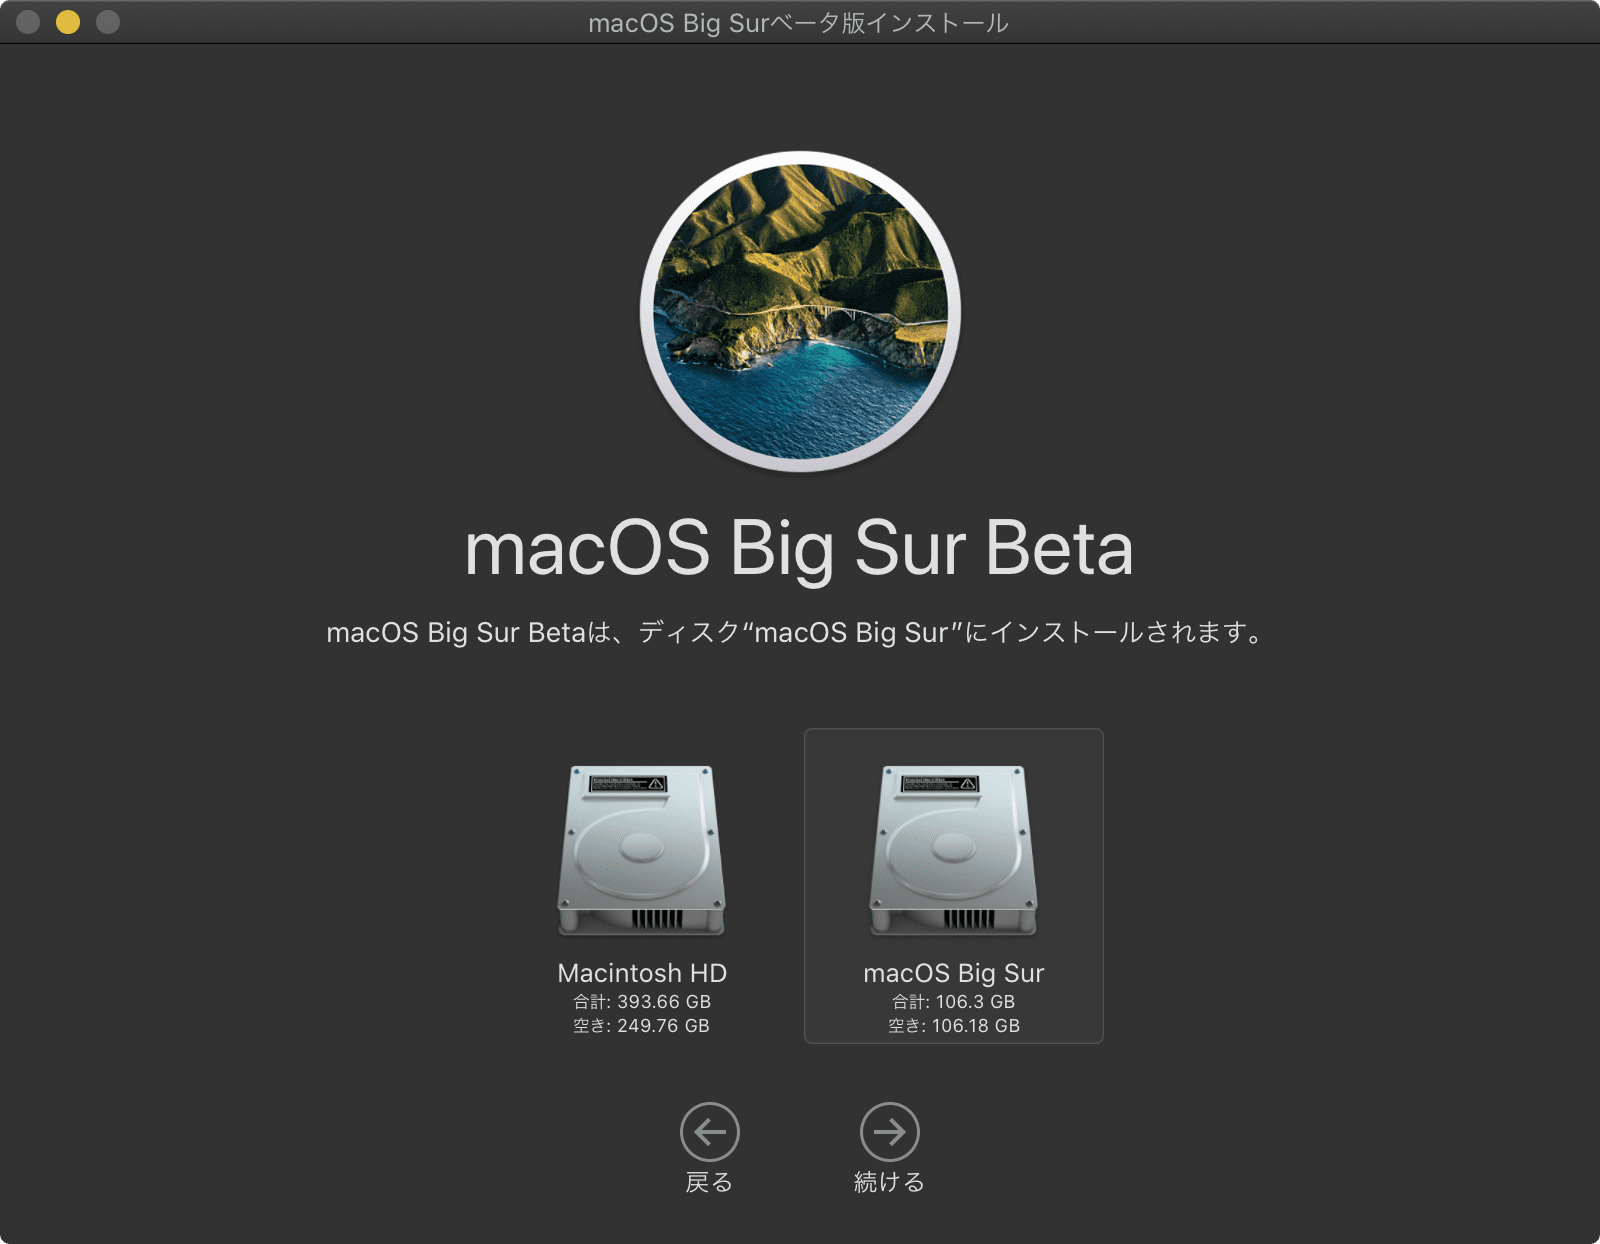 macOS Big Surベータ版インストール
macOS Big Sur Beta
macOS Big Sur Betaは、ディスク“macOS Big Sur”にインストールされます。
Macintosh HD
合計: 393.66 GB
空き: 249.76 GB
macOS Big Sur
合計: 106.3 GB
空き: 106.18 GB
戻る
続ける